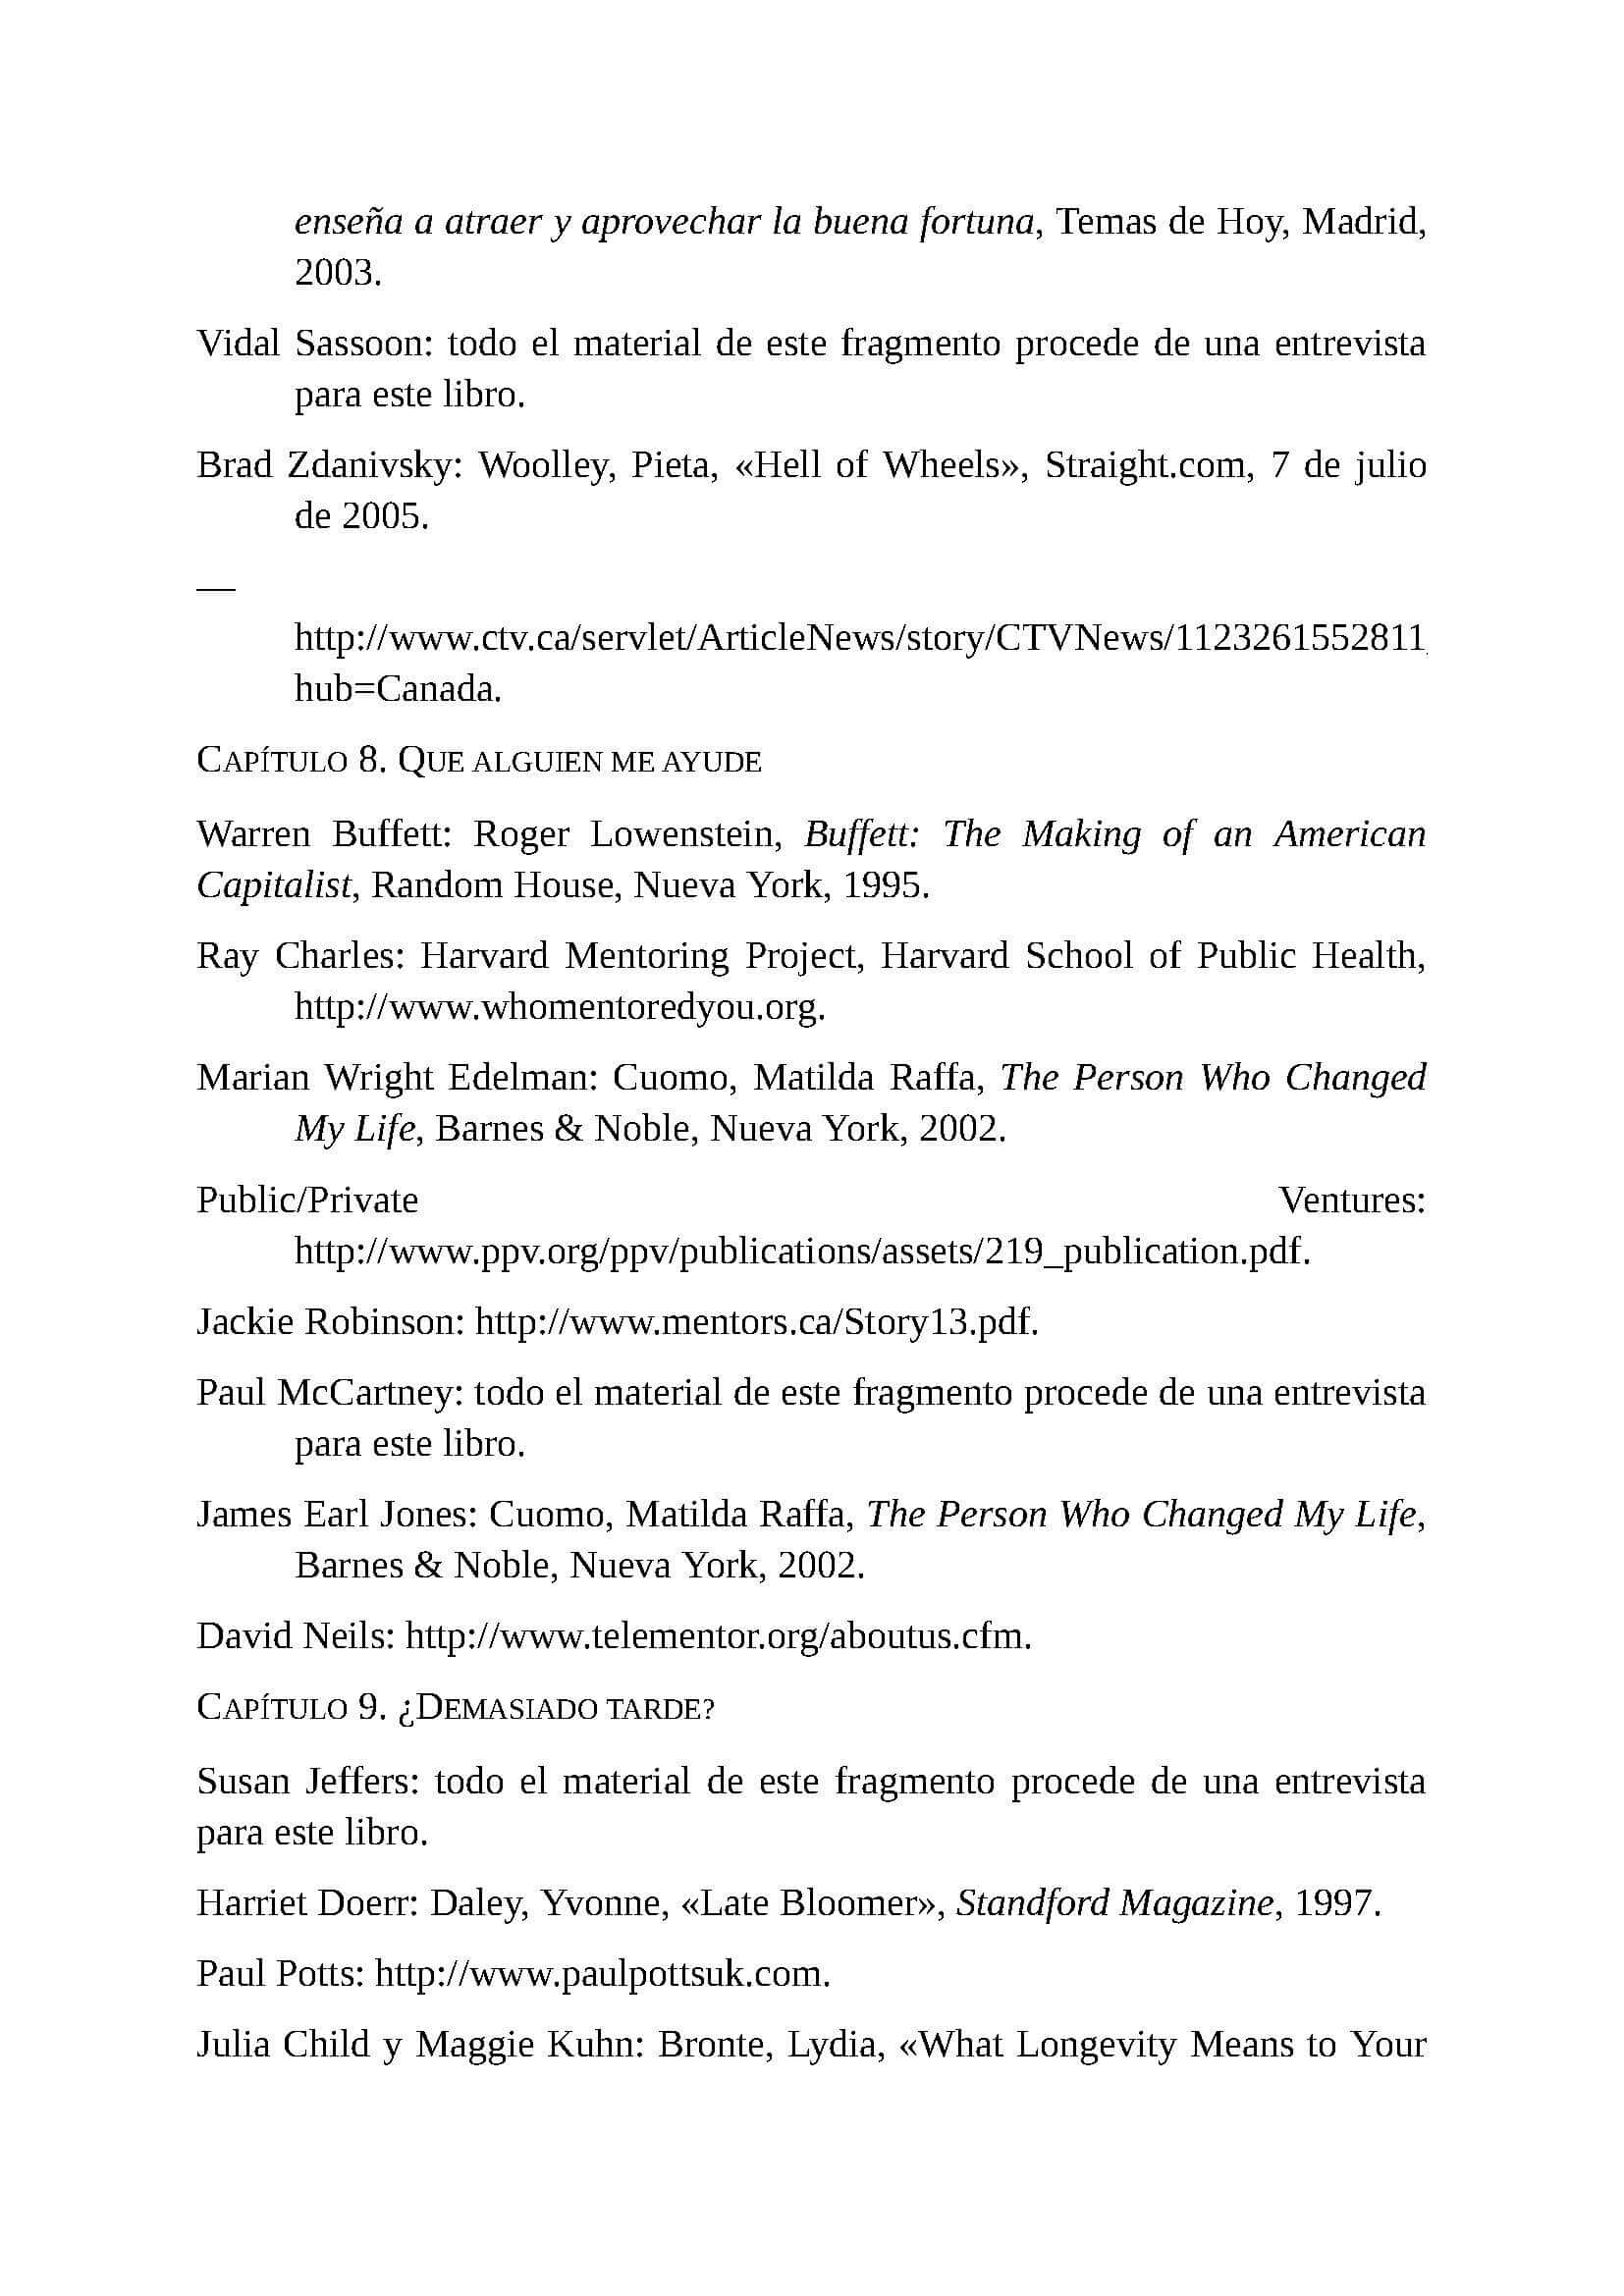 enseña a atraer y aprovechar la buena fortuna, Temas de Hoy, Madrid,
2003.
Vidal Sassoon: todo el material de este fragmento procede de una entrevista
para este libro.
Brad Zdanivsky: Woolley, Pieta, «Hell of Wheels», Straight.com, 7 de julio
de 2005.
—
http://www.ctv.ca/servlet/ArticleNews/story/CTVNews/1123261552811
hub=Canada.
CAPÍTULO 8. QUE ALGUIEN ME AYUDE
Warren Buffett: Roger Lowenstein, Buffett: The Making of an American
Capitalist, Random House, Nueva York, 1995.
Ray Charles: Harvard Mentoring Project, Harvard School of Public Health,
http://www.whomentoredyou.org.
Marian Wright Edelman: Cuomo, Matilda Raffa, The Person Who Changed
My Life, Barnes & Noble, Nueva York, 2002.
Public/Private Ventures:
http://www.ppv.org/ppv/publications/assets/219_publication.pdf.
Jackie Robinson: http://www.mentors.ca/Story13.pdf.
Paul McCartney: todo el material de este fragmento procede de una entrevista
para este libro.
James Earl Jones: Cuomo, Matilda Raffa, The Person Who Changed My Life,
Barnes & Noble, Nueva York, 2002.
David Neils: http://www.telementor.org/aboutus.cfm.
CAPÍTULO 9. ¿DEMASIADO TARDE?
Susan Jeffers: todo el material de este fragmento procede de una entrevista
para este libro.
Harriet Doerr: Daley, Yvonne, «Late Bloomer», Standford Magazine, 1997.
Paul Potts: http://www.paulpottsuk.com.
Julia Child y Maggie Kuhn: Bronte, Lydia, «What Longevity Means to Your